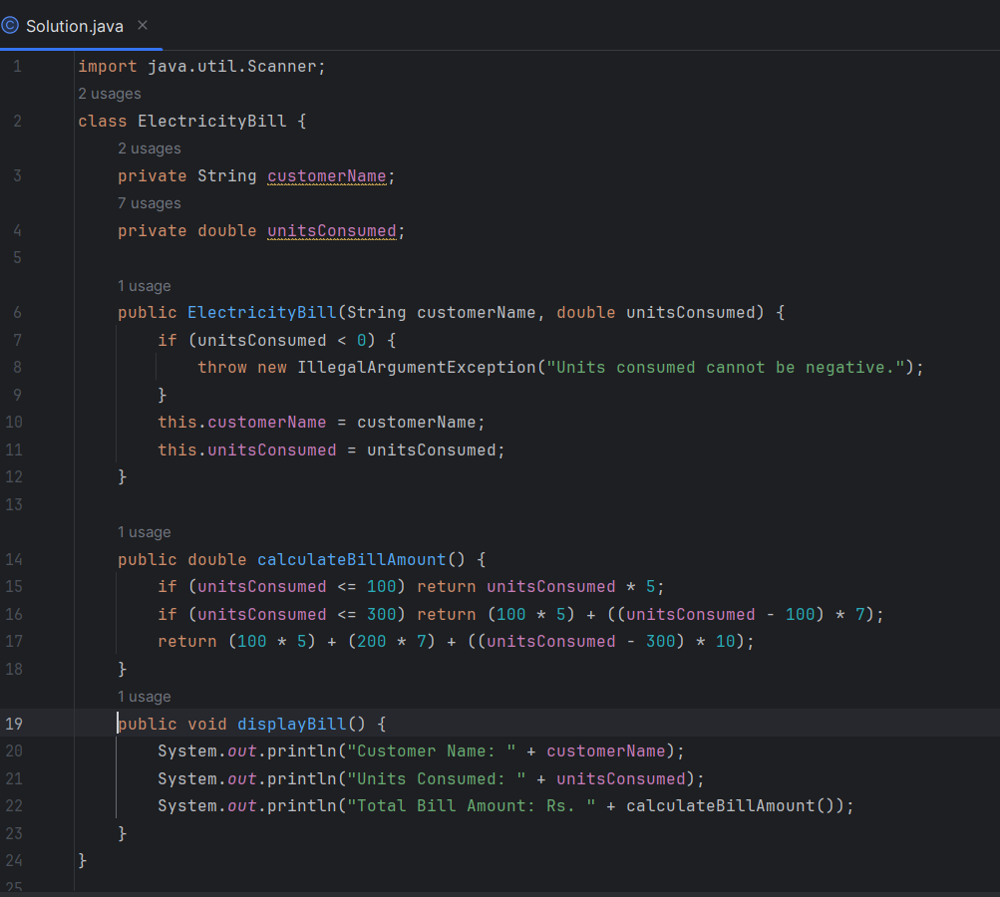 Solution.java
1 import java.util.Scanner;
2 usages
2 class ElectricityBill {
2 usages
3 private String customerName;
7 usages
4 private double unitsConsumed;
5
1 usage
6 public ElectricityBill(String customerName, double unitsConsumed) {
7 if (unitsConsumed < 0) {
8 throw new IllegalArgumentException("Units consumed cannot be negative.");
9 }
10 this.customerName = customerName;
11 this.unitsConsumed = unitsConsumed;
12 }
13
1 usage
14 public double calculateBillAmount() {
15 if (unitsConsumed <= 100) return unitsConsumed * 5;
16 if (unitsConsumed <= 300) return (100 * 5) + ((unitsConsumed - 100) * 7);
17 return (100 * 5) + (200 * 7) + ((unitsConsumed - 300) * 10);
18 }
1 usage
19 public void displayBill() {
20 System.out.println("Customer Name: " + customerName);
21 System.out.println("Units Consumed: " + unitsConsumed);
22 System.out.println("Total Bill Amount: Rs. " + calculateBillAmount());
23 }
24 }
25